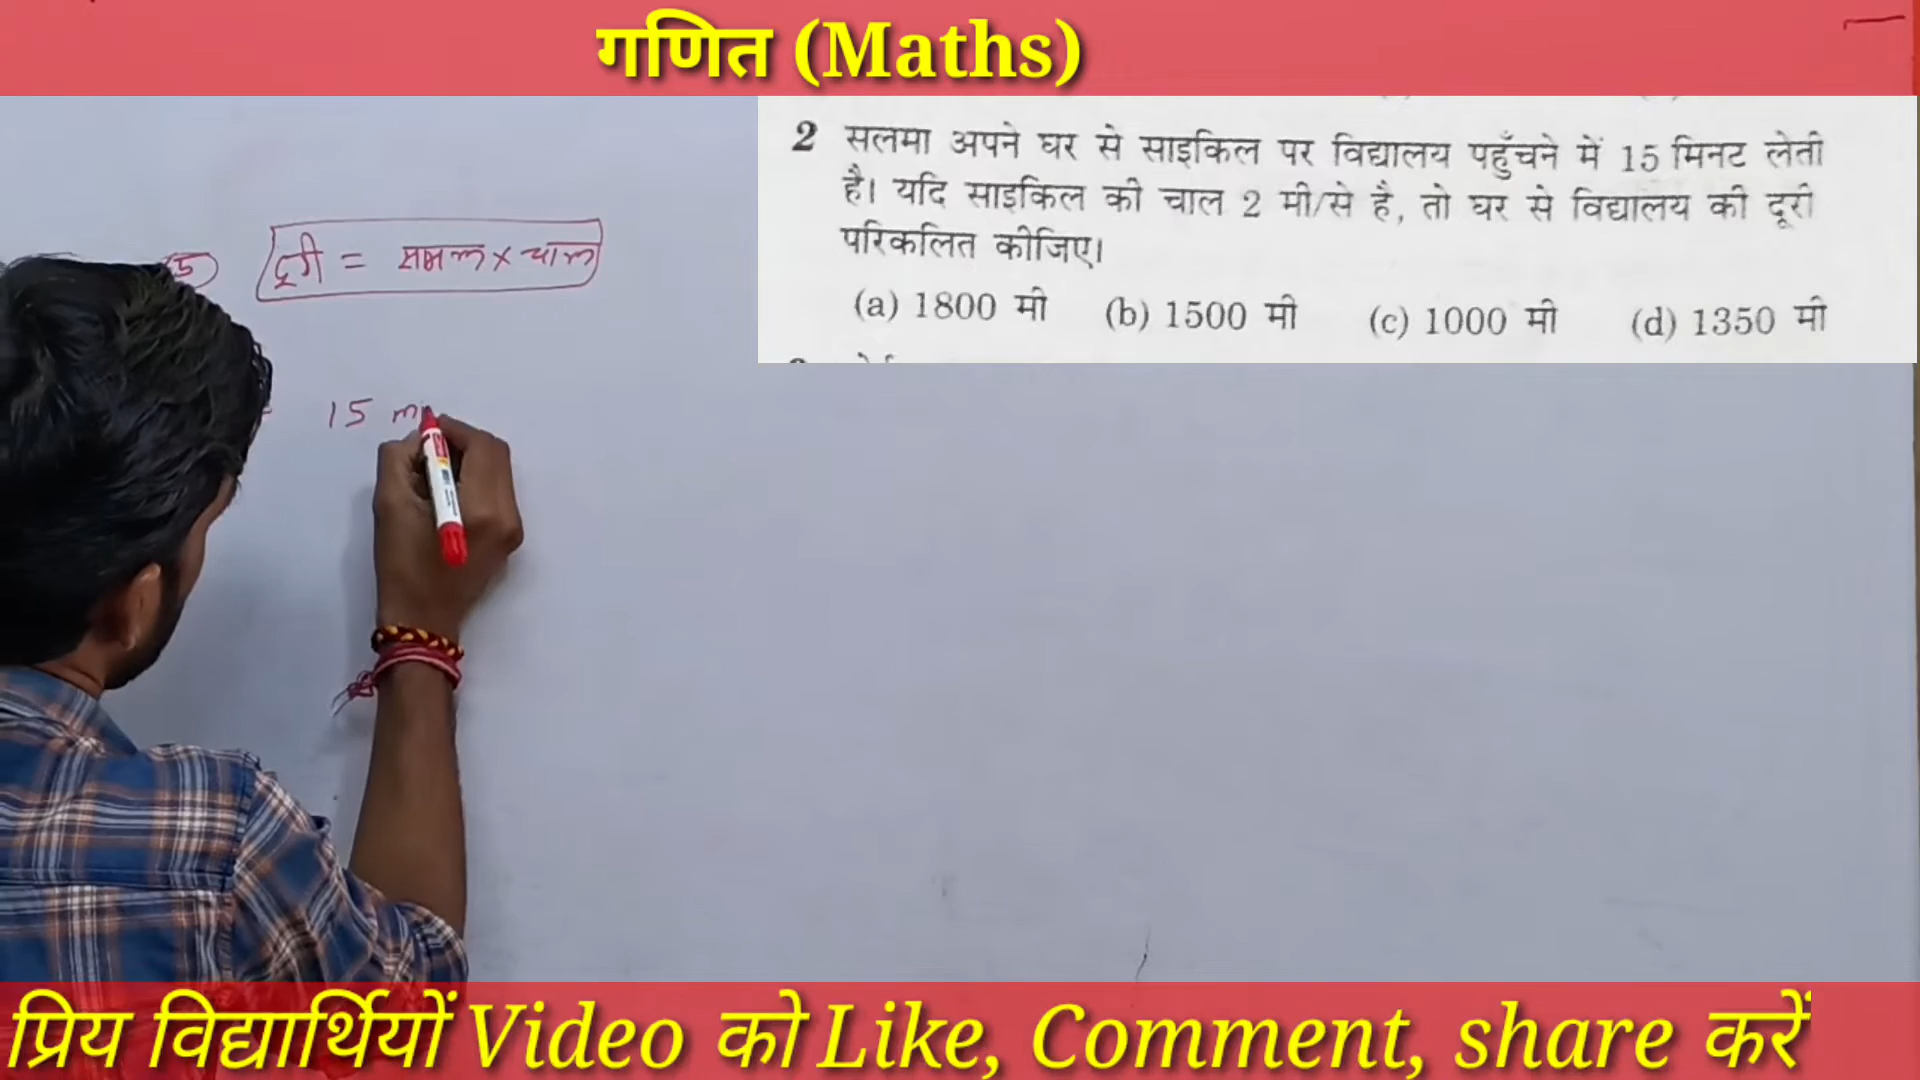 गणित (Maths)
2 सलमा अपने घर से साइकिल पर विद्यालय पहुँचने में 15 मिनट लेती
है। यदि साइकिल की चाल 2 मी/से है, तो घर से विद्यालय की दूरी
परिकलित कीजिए।
(a) 1800 मी (b) 1500 मी (c) 1000 मी (d) 1350 मी
दूरी = समय × चाल
15 mi
प्रिय विद्यार्थियों Video को Like, Comment, share करें